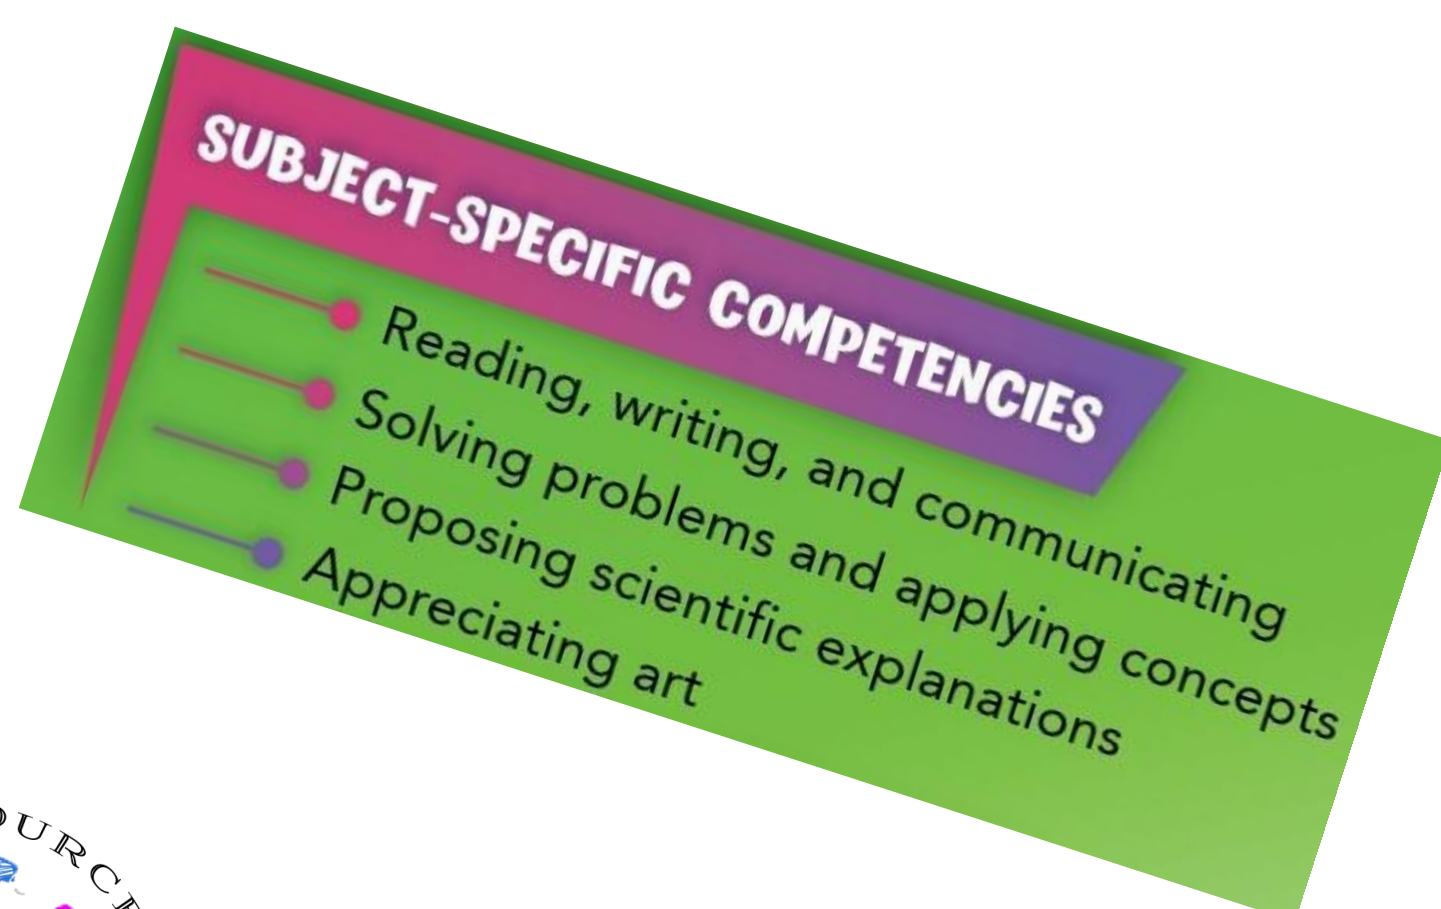 SUBJECT-SPECIFIC COMPETENCIES
Reading, writing, and communicating
Solving problems and applying concepts
Proposing scientific explanations
Appreciating art